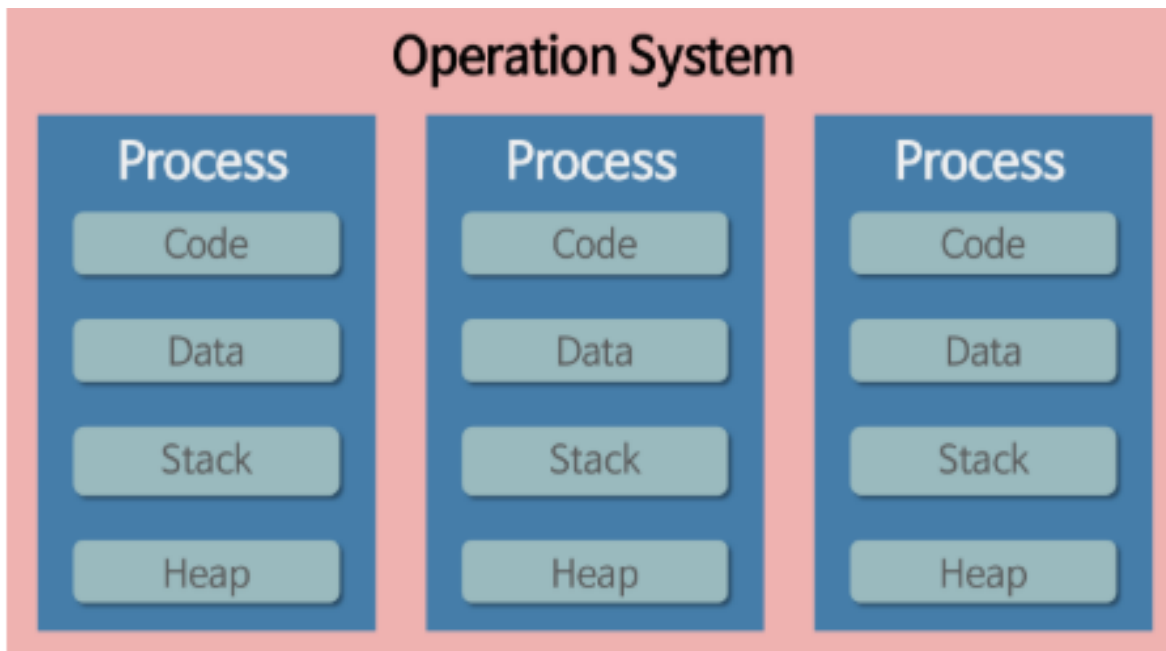 Operation System
Process Process Process
Code Code Code
Data Data Data
Stack Stack Stack
Heap Heap Heap